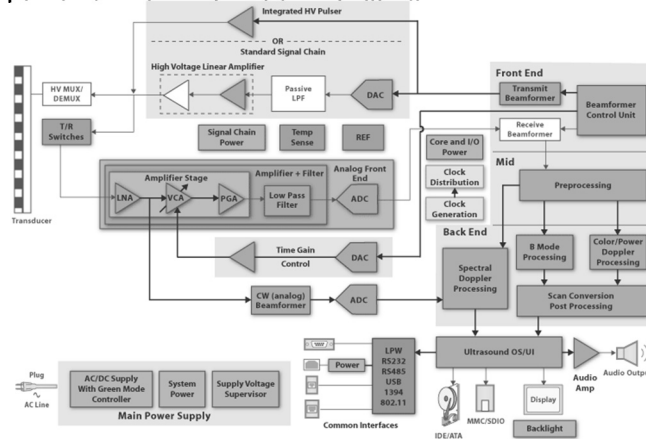 Integrated HV Pulser
OR
Standard Signal Chain
High Voltage Linear Amplifier
HV MUX/
DEMUX
Passive
LPF
DAC
T/R
Switches
Signal Chain
Power
Temp
Sense
REF
Front End
Transmit
Beamformer
Beamformer
Control Unit
Receive
Beamformer
Core and I/O
Power
Clock
Distribution
Clock
Generation
Mid
Preprocessing
Transducer
Amplifier Stage
Amplifier + Filter
Analog Front
End
LNA
VCA
PGA
Low Pass
Filter
ADC
Time Gain
Control
DAC
CW (analog)
Beamformer
ADC
Back End
Spectral
Doppler
Processing
B Mode
Processing
Color/Power
Doppler
Processing
Scan Conversion
Post Processing
Plug
AC Line
AC/DC Supply
With Green Mode
Controller
System
Power
Supply Voltage
Supervisor
Main Power Supply
Power
LPW
RS232
RS485
USB
1394
802.11
Common Interfaces
Ultrasound OS/UI
Audio
Amp
Audio Outpu
IDE/ATA
MMC/SDIO
Display
Backlight